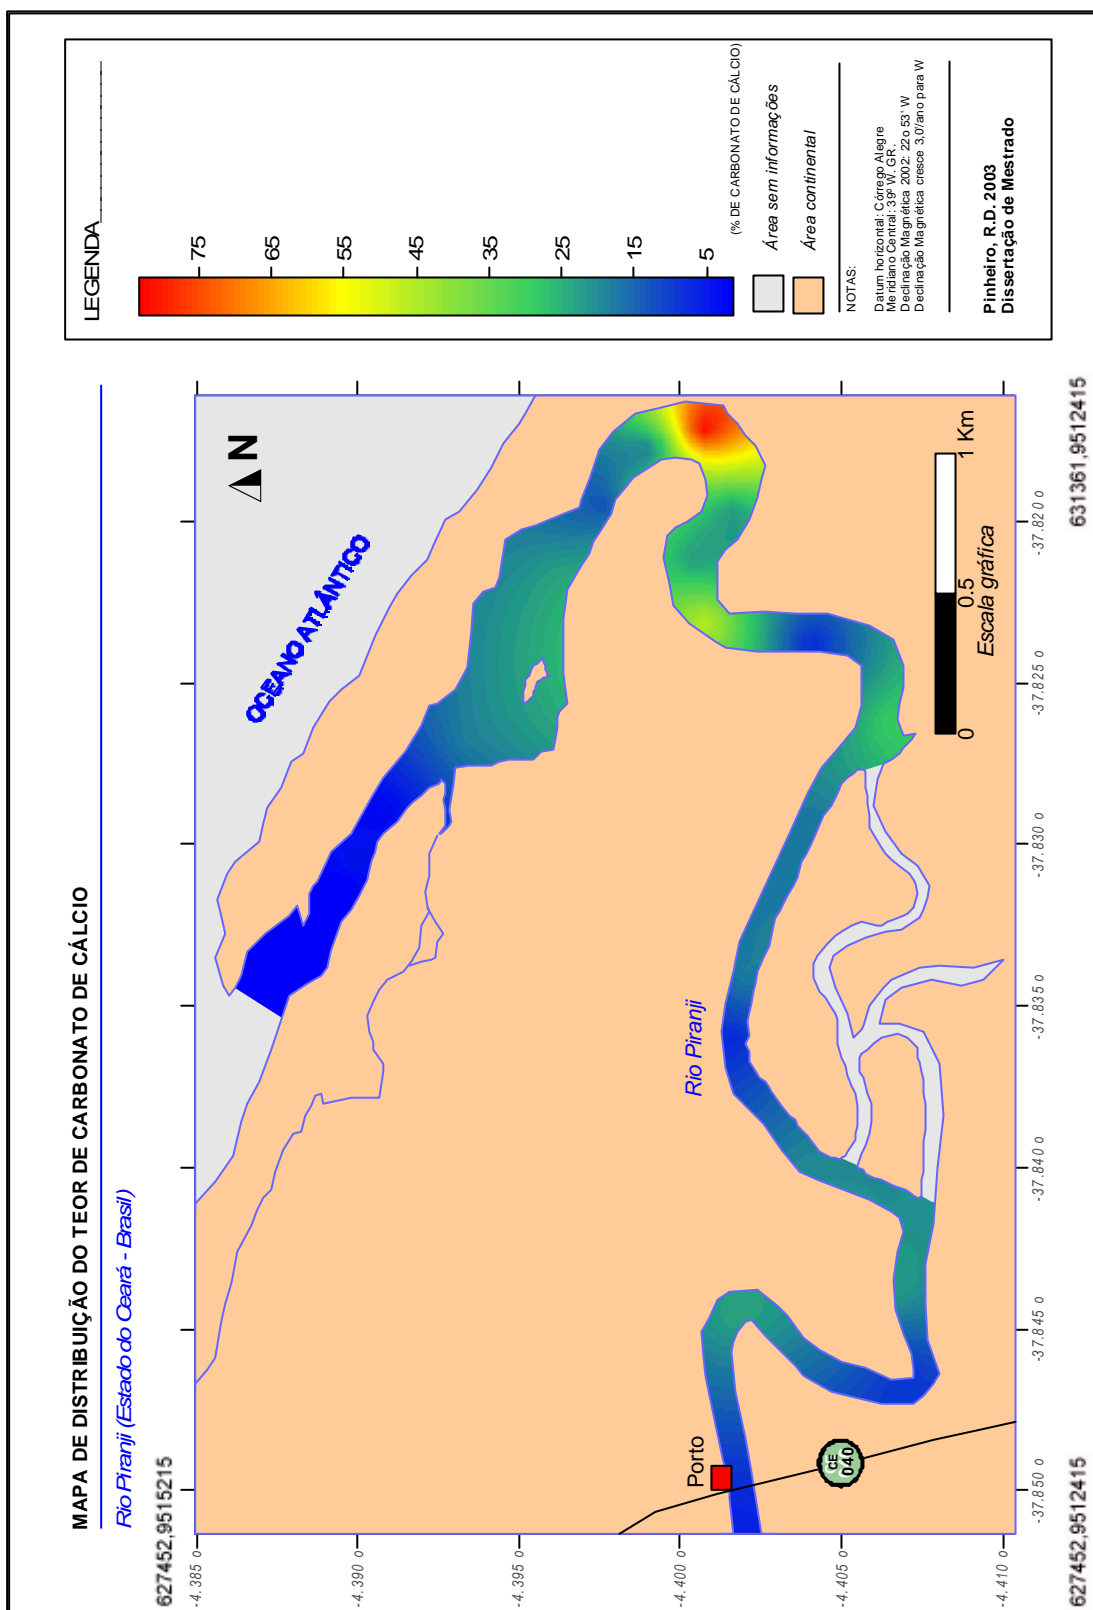 MAPA DE DISTRIBUIÇÃO DO TEOR DE CARBONATO DE CÁLCIO
Rio Piranji (Estado do Ceará - Brasil)
627452,9515215
-4.385 0
-4.390 0
-4.395 0
-4.400 0
-4.405 0
-4.410 0
OCEANO ATLÂNTICO
N
Rio Piranji
Porto
CE
040
0
0.5
1 Km
Escala gráfica
-37.850 0
-37.845 0
-37.840 0
-37.835 0
-37.830 0
-37.825 0
-37.820 0
627452,9512415
631361,9512415
LEGENDA
75
65
55
45
35
25
15
5
(% DE CARBONATO DE CÁLCIO)
Área sem informações
Área continental
NOTAS:
Datum horizontal: Córrego Alegre
Meridiano Central: 39º W. GR.
Declinação Magnética 2002: 22o 53' W
Declinação Magnética cresce 3,0'/ano para W
Pinheiro, R.D. 2003
Dissertação de Mestrado